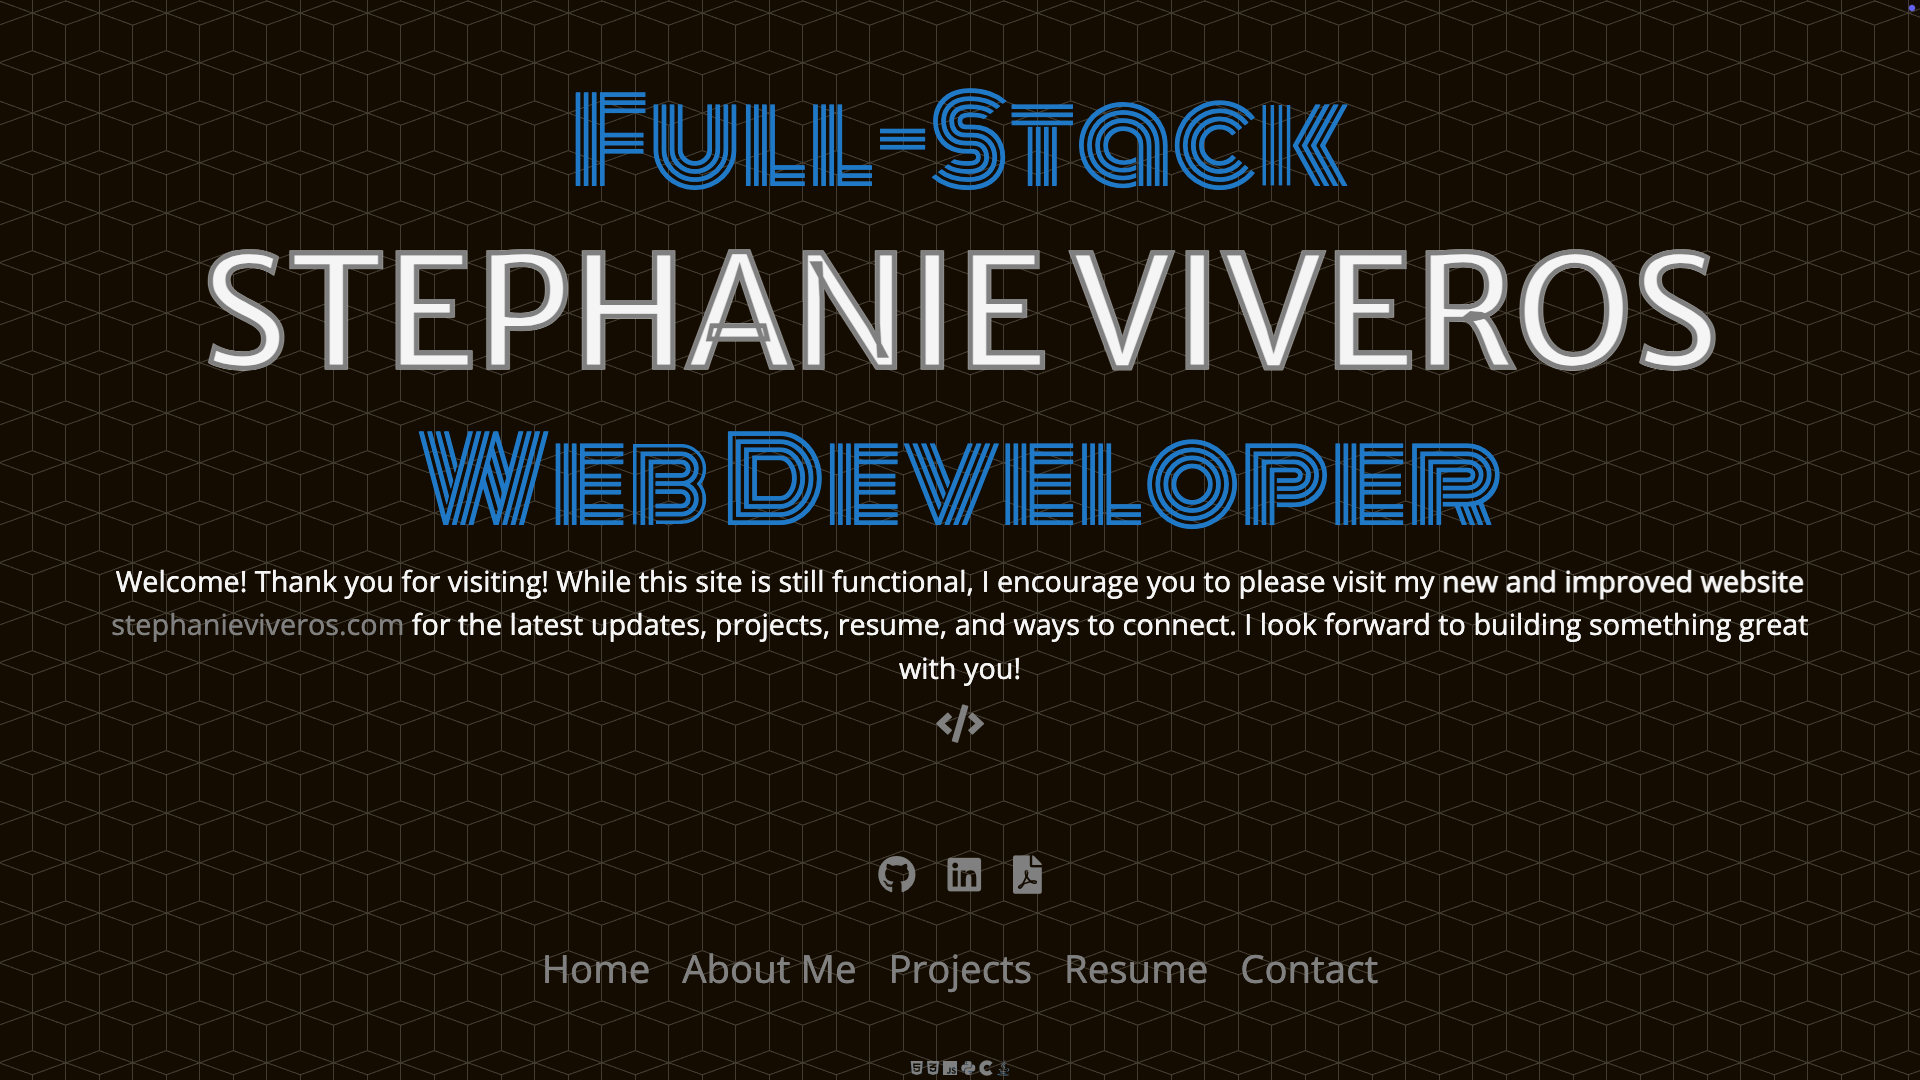 Full-Stack
STEPHANIE VIVEROS
Web Developer
Welcome! Thank you for visiting! While this site is still functional, I encourage you to please visit my new and improved website
stephanieviveros.com for the latest updates, projects, resume, and ways to connect. I look forward to building something great
with you!
Home About Me Projects Resume Contact